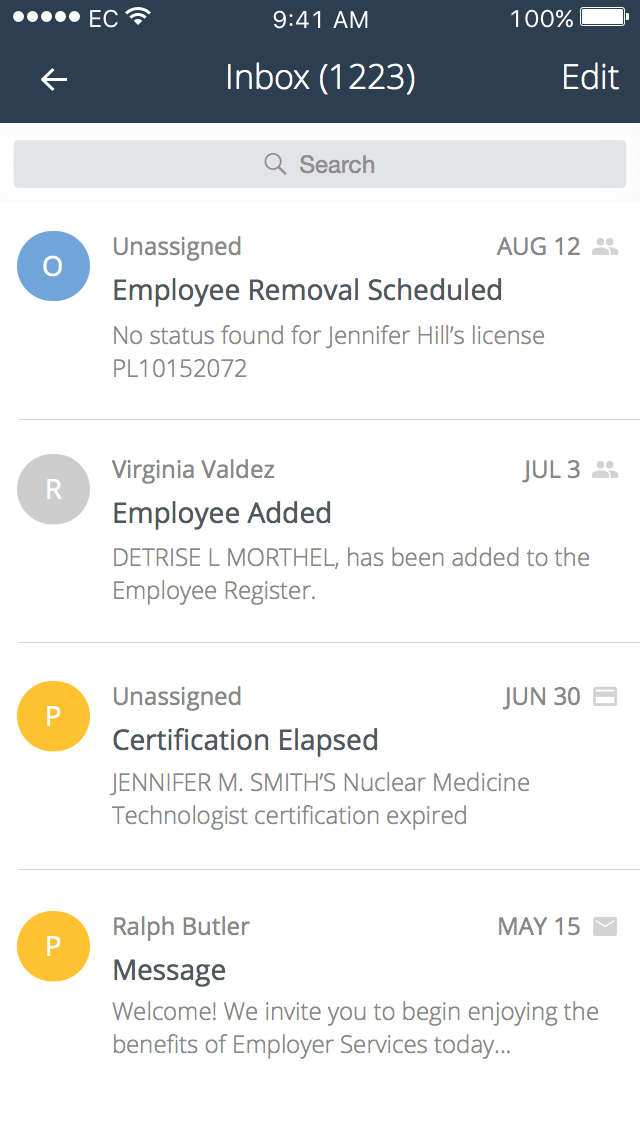 EC 9:41 AM 100%
Inbox (1223) Edit
Search
O Unassigned AUG 12
Employee Removal Scheduled
No status found for Jennifer Hill’s license
PL10152072
R Virginia Valdez JUL 3
Employee Added
DETRISE L MORTHEL, has been added to the
Employee Register.
P Unassigned JUN 30
Certification Elapsed
JENNIFER M. SMITH’S Nuclear Medicine
Technologist certification expired
P Ralph Butler MAY 15
Message
Welcome! We invite you to begin enjoying the
benefits of Employer Services today...